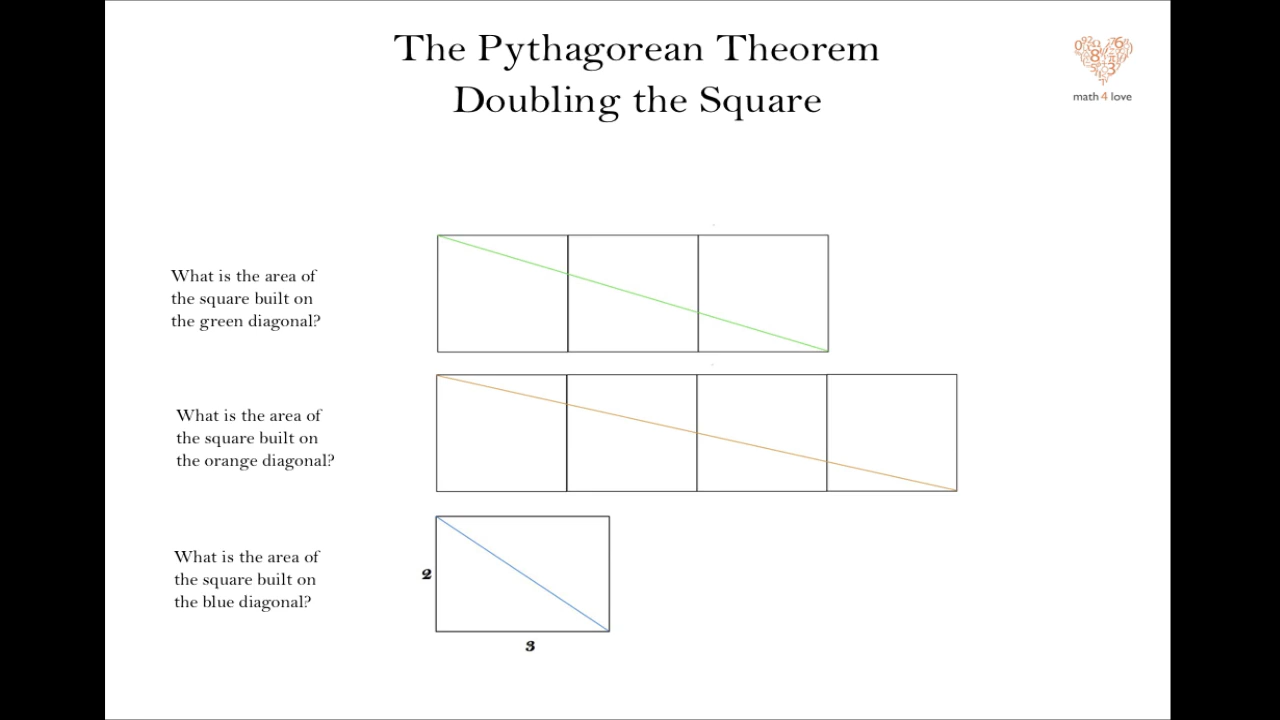 The Pythagorean Theorem
Doubling the Square
math 4 love
What is the area of
the square built on
the green diagonal?
What is the area of
the square built on
the orange diagonal?
What is the area of
the square built on
the blue diagonal?
2
3